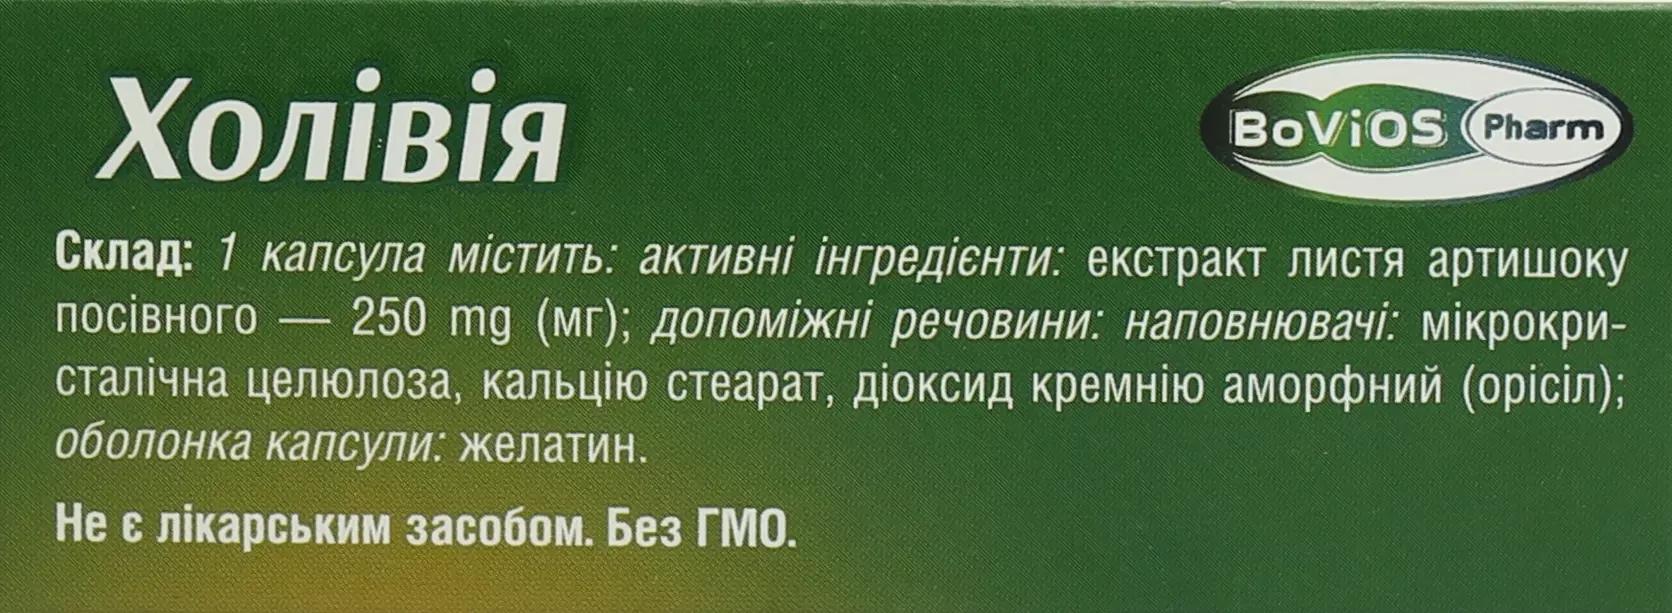 Холівія
BoViOS Pharm
Склад: 1 капсула містить: активні інгредієнти: екстракт листя артишоку
посівного — 250 mg (мг); допоміжні речовини: наповнювачі: мікрокри-
сталічна целюлоза, кальцію стеарат, діоксид кремнію аморфний (орісіл);
оболонка капсули: желатин.
Не є лікарським засобом. Без ГМО.